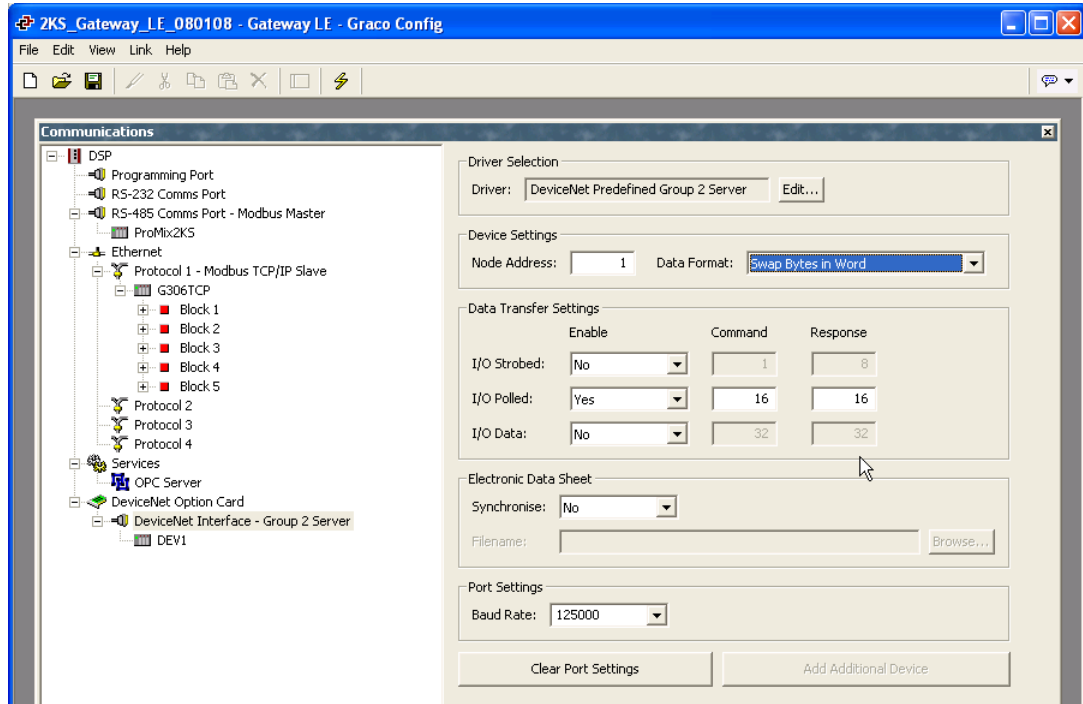 2KS_Gateway_LE_080108 - Gateway LE - Graco Config
File Edit View Link Help
Communications
DSP
Programming Port
RS-232 Comms Port
RS-485 Comms Port - Modbus Master
ProMix2KS
Ethernet
Protocol 1 - Modbus TCP/IP Slave
G306TCP
Block 1
Block 2
Block 3
Block 4
Block 5
Protocol 2
Protocol 3
Protocol 4
Services
OPC Server
DeviceNet Option Card
DeviceNet Interface - Group 2 Server
DEV1
Driver Selection
Driver: DeviceNet Predefined Group 2 Server Edit...
Device Settings
Node Address: 1 Data Format: Swap Bytes in Word
Data Transfer Settings
Enable Command Response
I/O Strobed: No 1 8
I/O Polled: Yes 16 16
I/O Data: No 32 32
Electronic Data Sheet
Synchronise: No
Filename: Browse...
Port Settings
Baud Rate: 125000
Clear Port Settings Add Additional Device